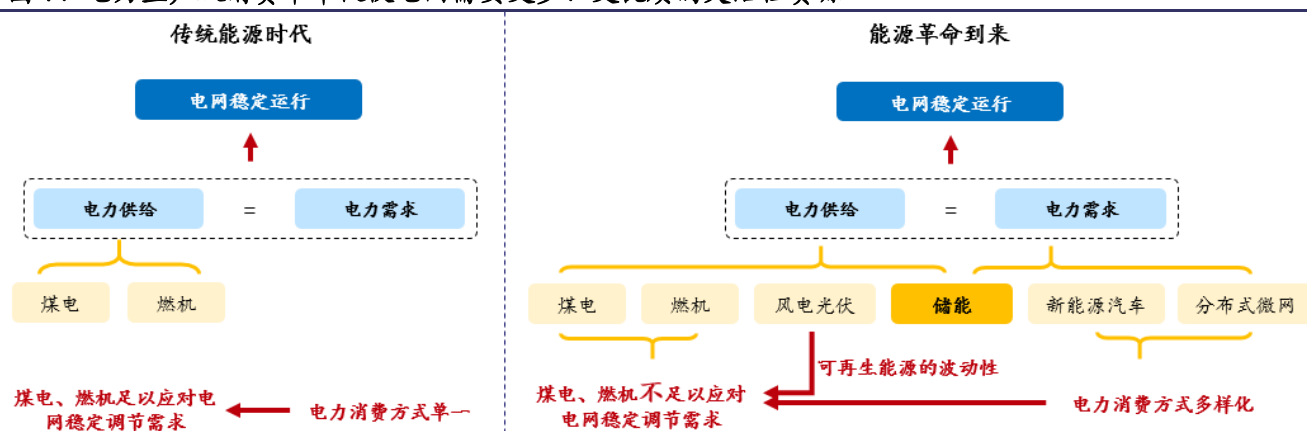 传统能源时代
电网稳定运行
电力供给
=
电力需求
煤电
燃机
煤电、燃机足以应对电
网稳定调节需求
电力消费方式单一
能源革命到来
电网稳定运行
电力供给
=
电力需求
煤电
燃机
风电光伏
储能
新能源汽车
分布式微网
可再生能源的波动性
煤电、燃机不足以应对
电网稳定调节需求
电力消费方式多样化